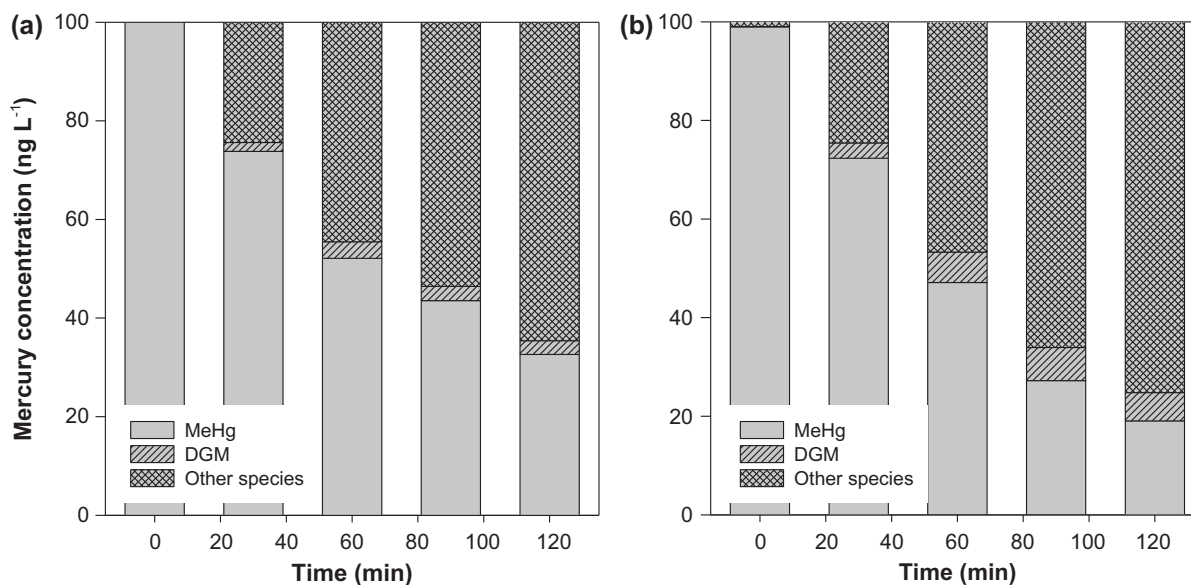 (a)
Mercury concentration (ng L⁻¹)
100
80
60
40
20
0
MeHg
DGM
Other species
0 20 40 60 80 100 120
Time (min)
(b)
100
80
60
40
20
0
MeHg
DGM
Other species
0 20 40 60 80 100 120
Time (min)